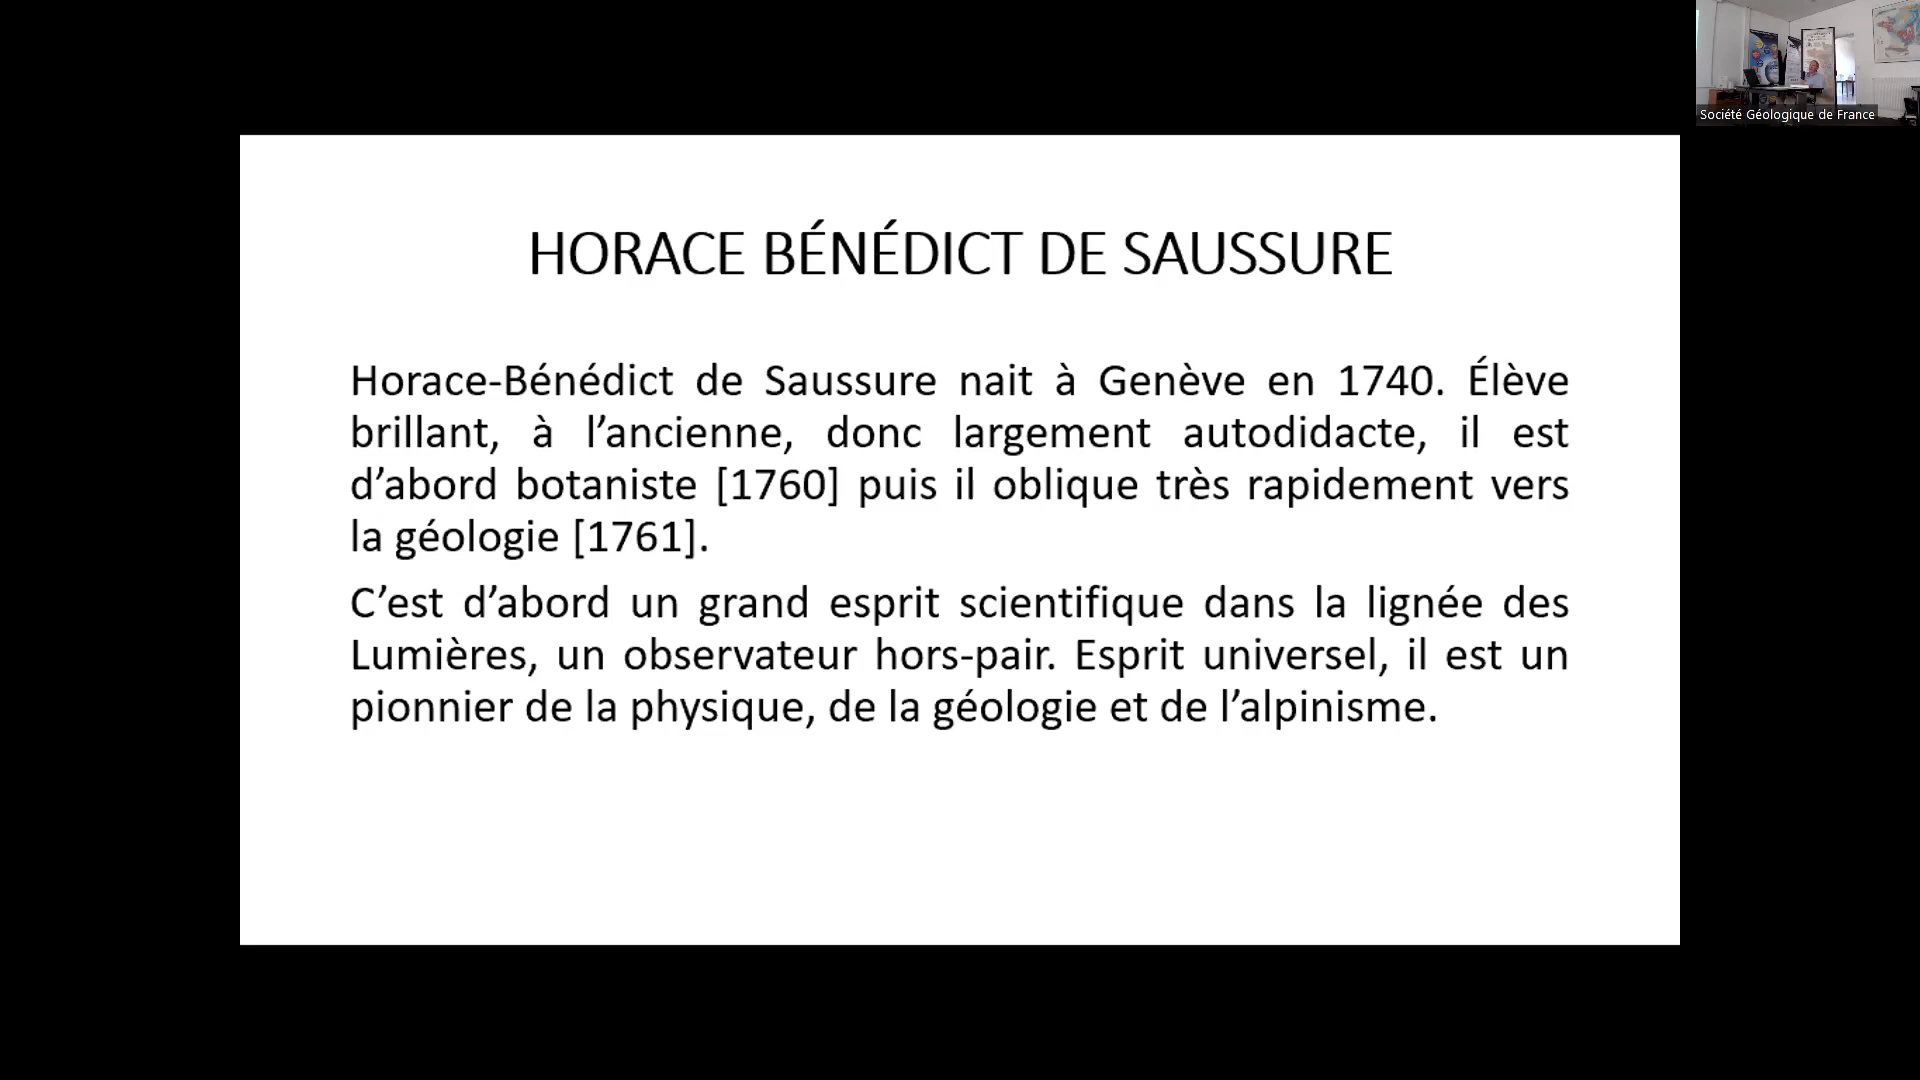 Société Géologique de France
HORACE BÉNÉDICT DE SAUSSURE
Horace-Bénédict de Saussure nait à Genève en 1740. Élève
brillant, à l’ancienne, donc largement autodidacte, il est
d’abord botaniste [1760] puis il oblique très rapidement vers
la géologie [1761].
C’est d’abord un grand esprit scientifique dans la lignée des
Lumières, un observateur hors-pair. Esprit universel, il est un
pionnier de la physique, de la géologie et de l’alpinisme.